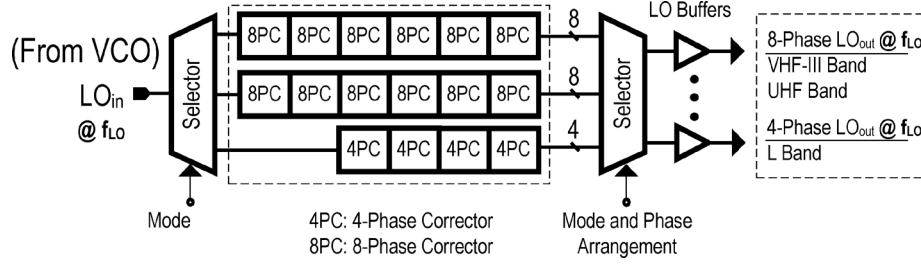 8 LO Buffers
8PC 8PC 8PC 8PC 8PC 8PC
(From VCO)
8-Phase LOout @ fLO
VHF-III Band
UHF Band
8
8PC 8PC 8PC 8PC 8PC 8PC
LOin
@ fLO
Selector
Selector
4
4PC 4PC 4PC 4PC
4-Phase LOout @ fLO
L Band
Mode
4PC: 4-Phase Corrector
8PC: 8-Phase Corrector
Mode and Phase
Arrangement